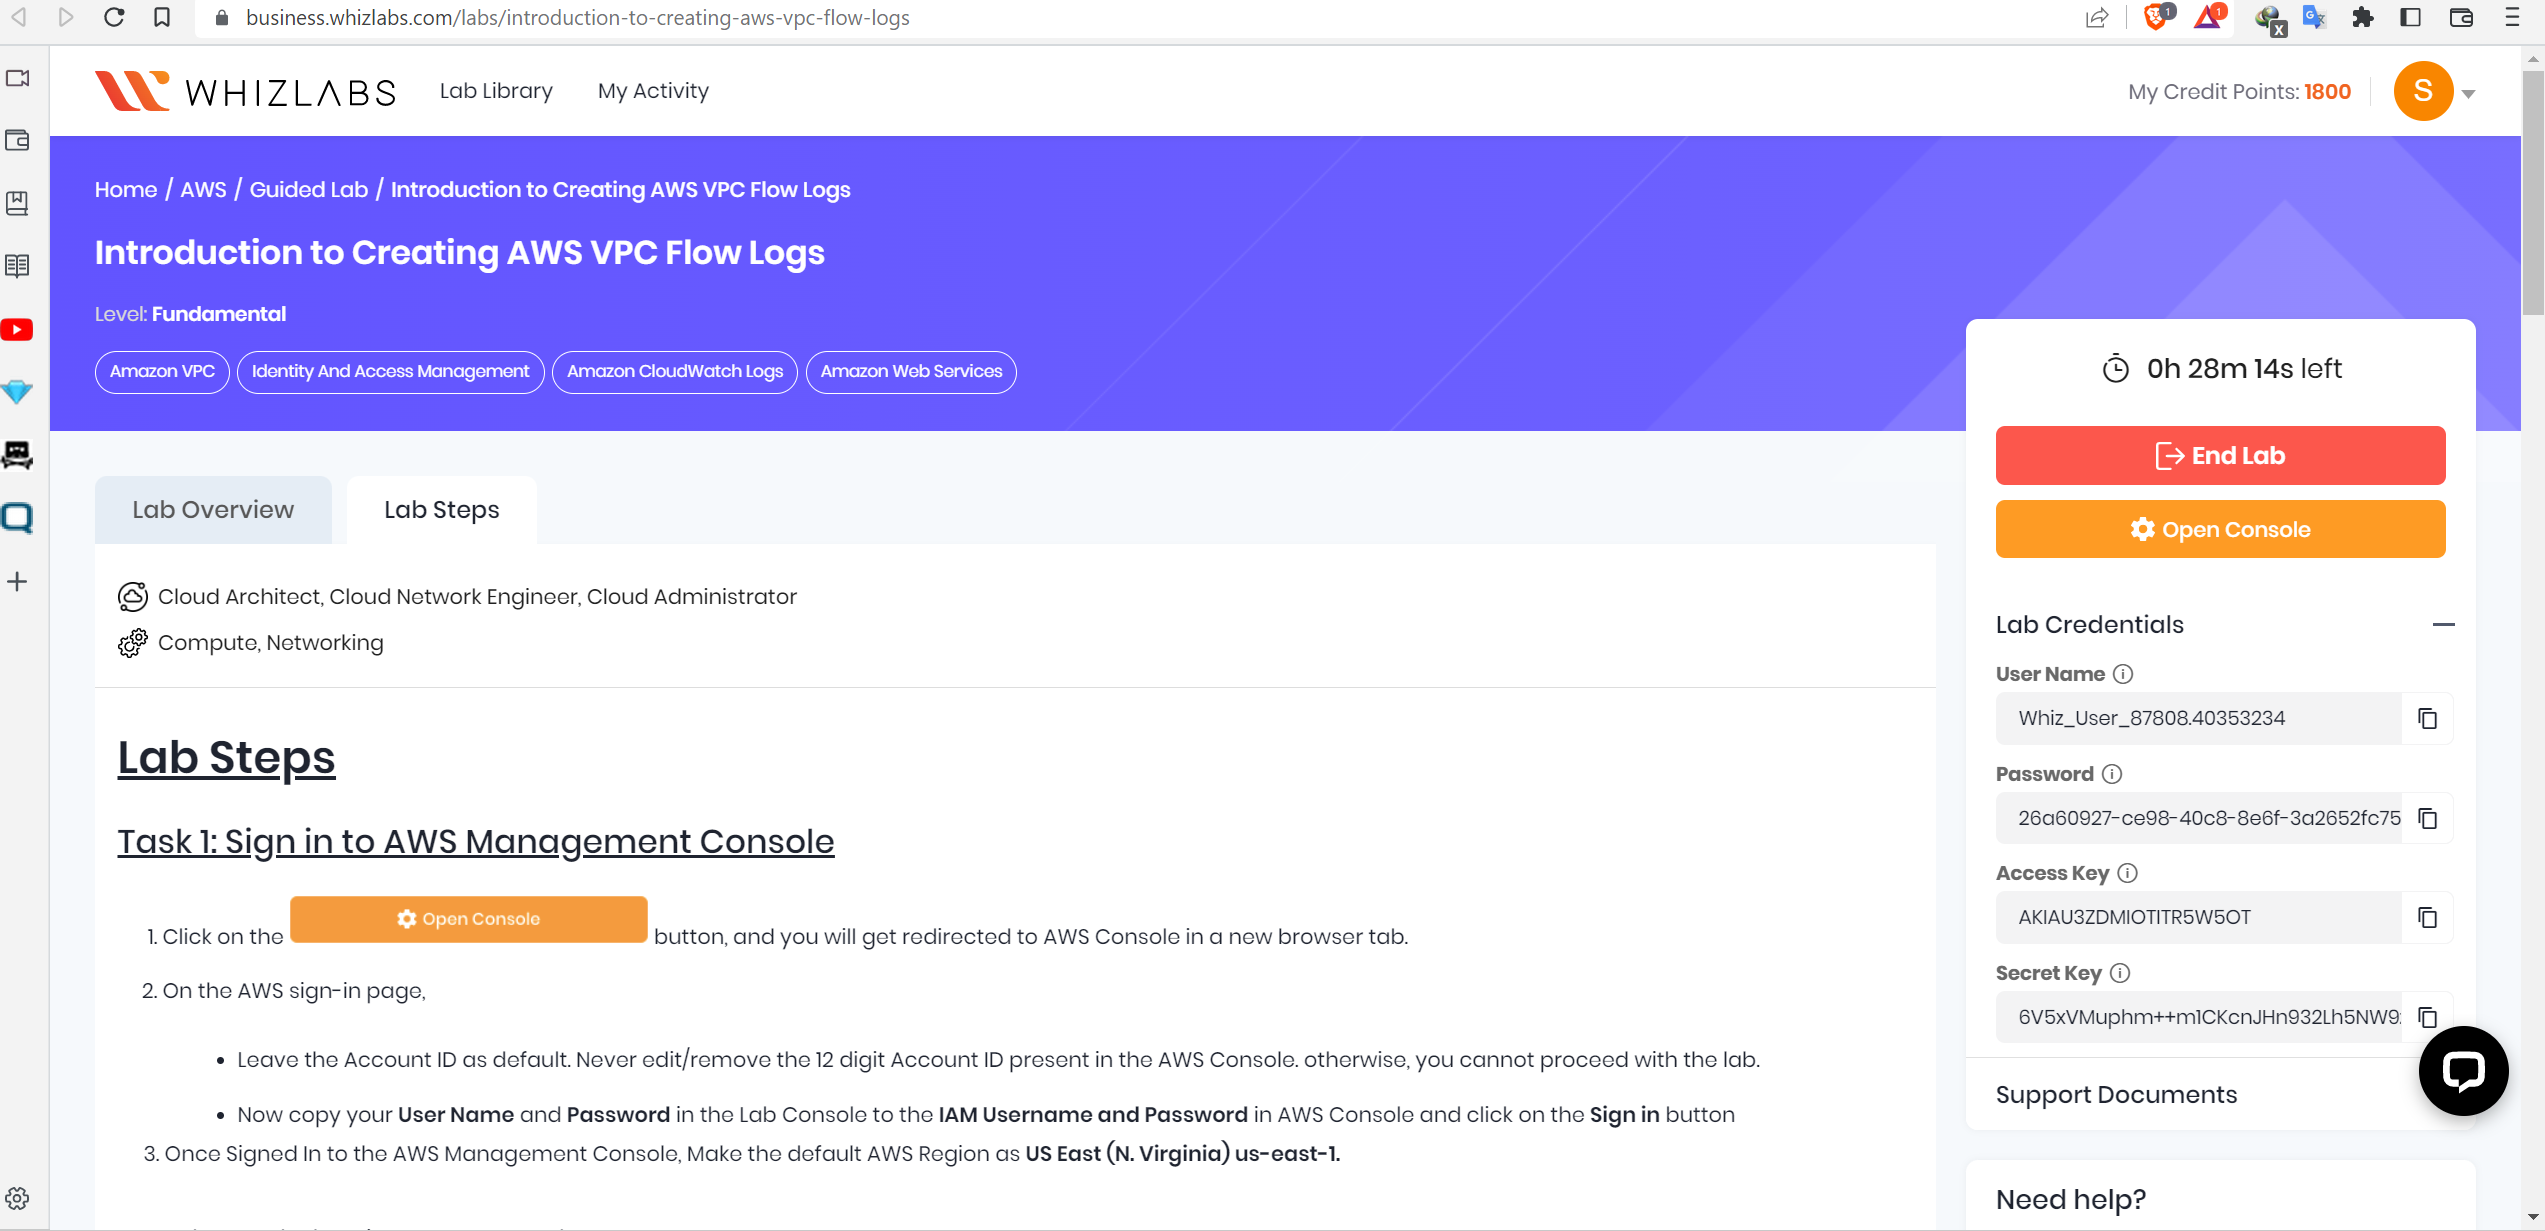 business.whizlabs.com/labs/introduction-to-creating-aws-vpc-flow-logs
1
1
X
WHIZLABS
Lab Library
My Activity
My Credit Points: 1800
S
Home / AWS / Guided Lab / Introduction to Creating AWS VPC Flow Logs
Introduction to Creating AWS VPC Flow Logs
Level: Fundamental
Amazon VPC
Identity And Access Management
Amazon CloudWatch Logs
Amazon Web Services
0h 28m 14s left
End Lab
Open Console
Lab Overview
Lab Steps
Cloud Architect, Cloud Network Engineer, Cloud Administrator
Compute, Networking
Lab Steps
Task 1: Sign in to AWS Management Console
1. Click on the Open Console button, and you will get redirected to AWS Console in a new browser tab.
2. On the AWS sign-in page,
• Leave the Account ID as default. Never edit/remove the 12 digit Account ID present in the AWS Console. otherwise, you cannot proceed with the lab.
• Now copy your User Name and Password in the Lab Console to the IAM Username and Password in AWS Console and click on the Sign in button
3. Once Signed In to the AWS Management Console, Make the default AWS Region as US East (N. Virginia) us-east-1.
Lab Credentials
User Name
Whiz_User_87808.40353234
Password
26a60927-ce98-40c8-8e6f-3a2652fc75
Access Key
AKIAU3ZDMIOTITR5W5OT
Secret Key
6V5xVMuphm++m1CKcnJHn932Lh5NW9
Support Documents
Need help?